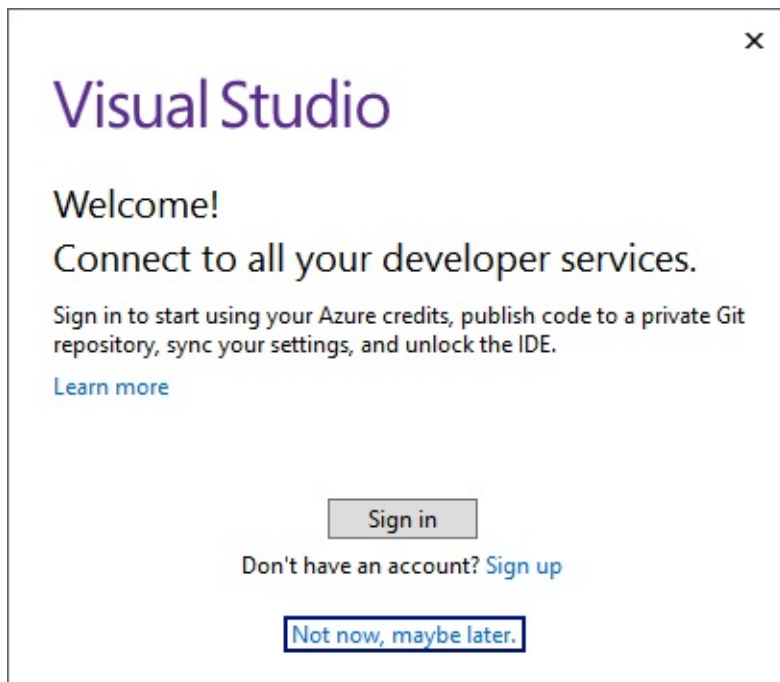 Visual Studio
Welcome!
Connect to all your developer services.
Sign in to start using your Azure credits, publish code to a private Git
repository, sync your settings, and unlock the IDE.
Learn more
Sign in
Don't have an account? Sign up
Not now, maybe later.